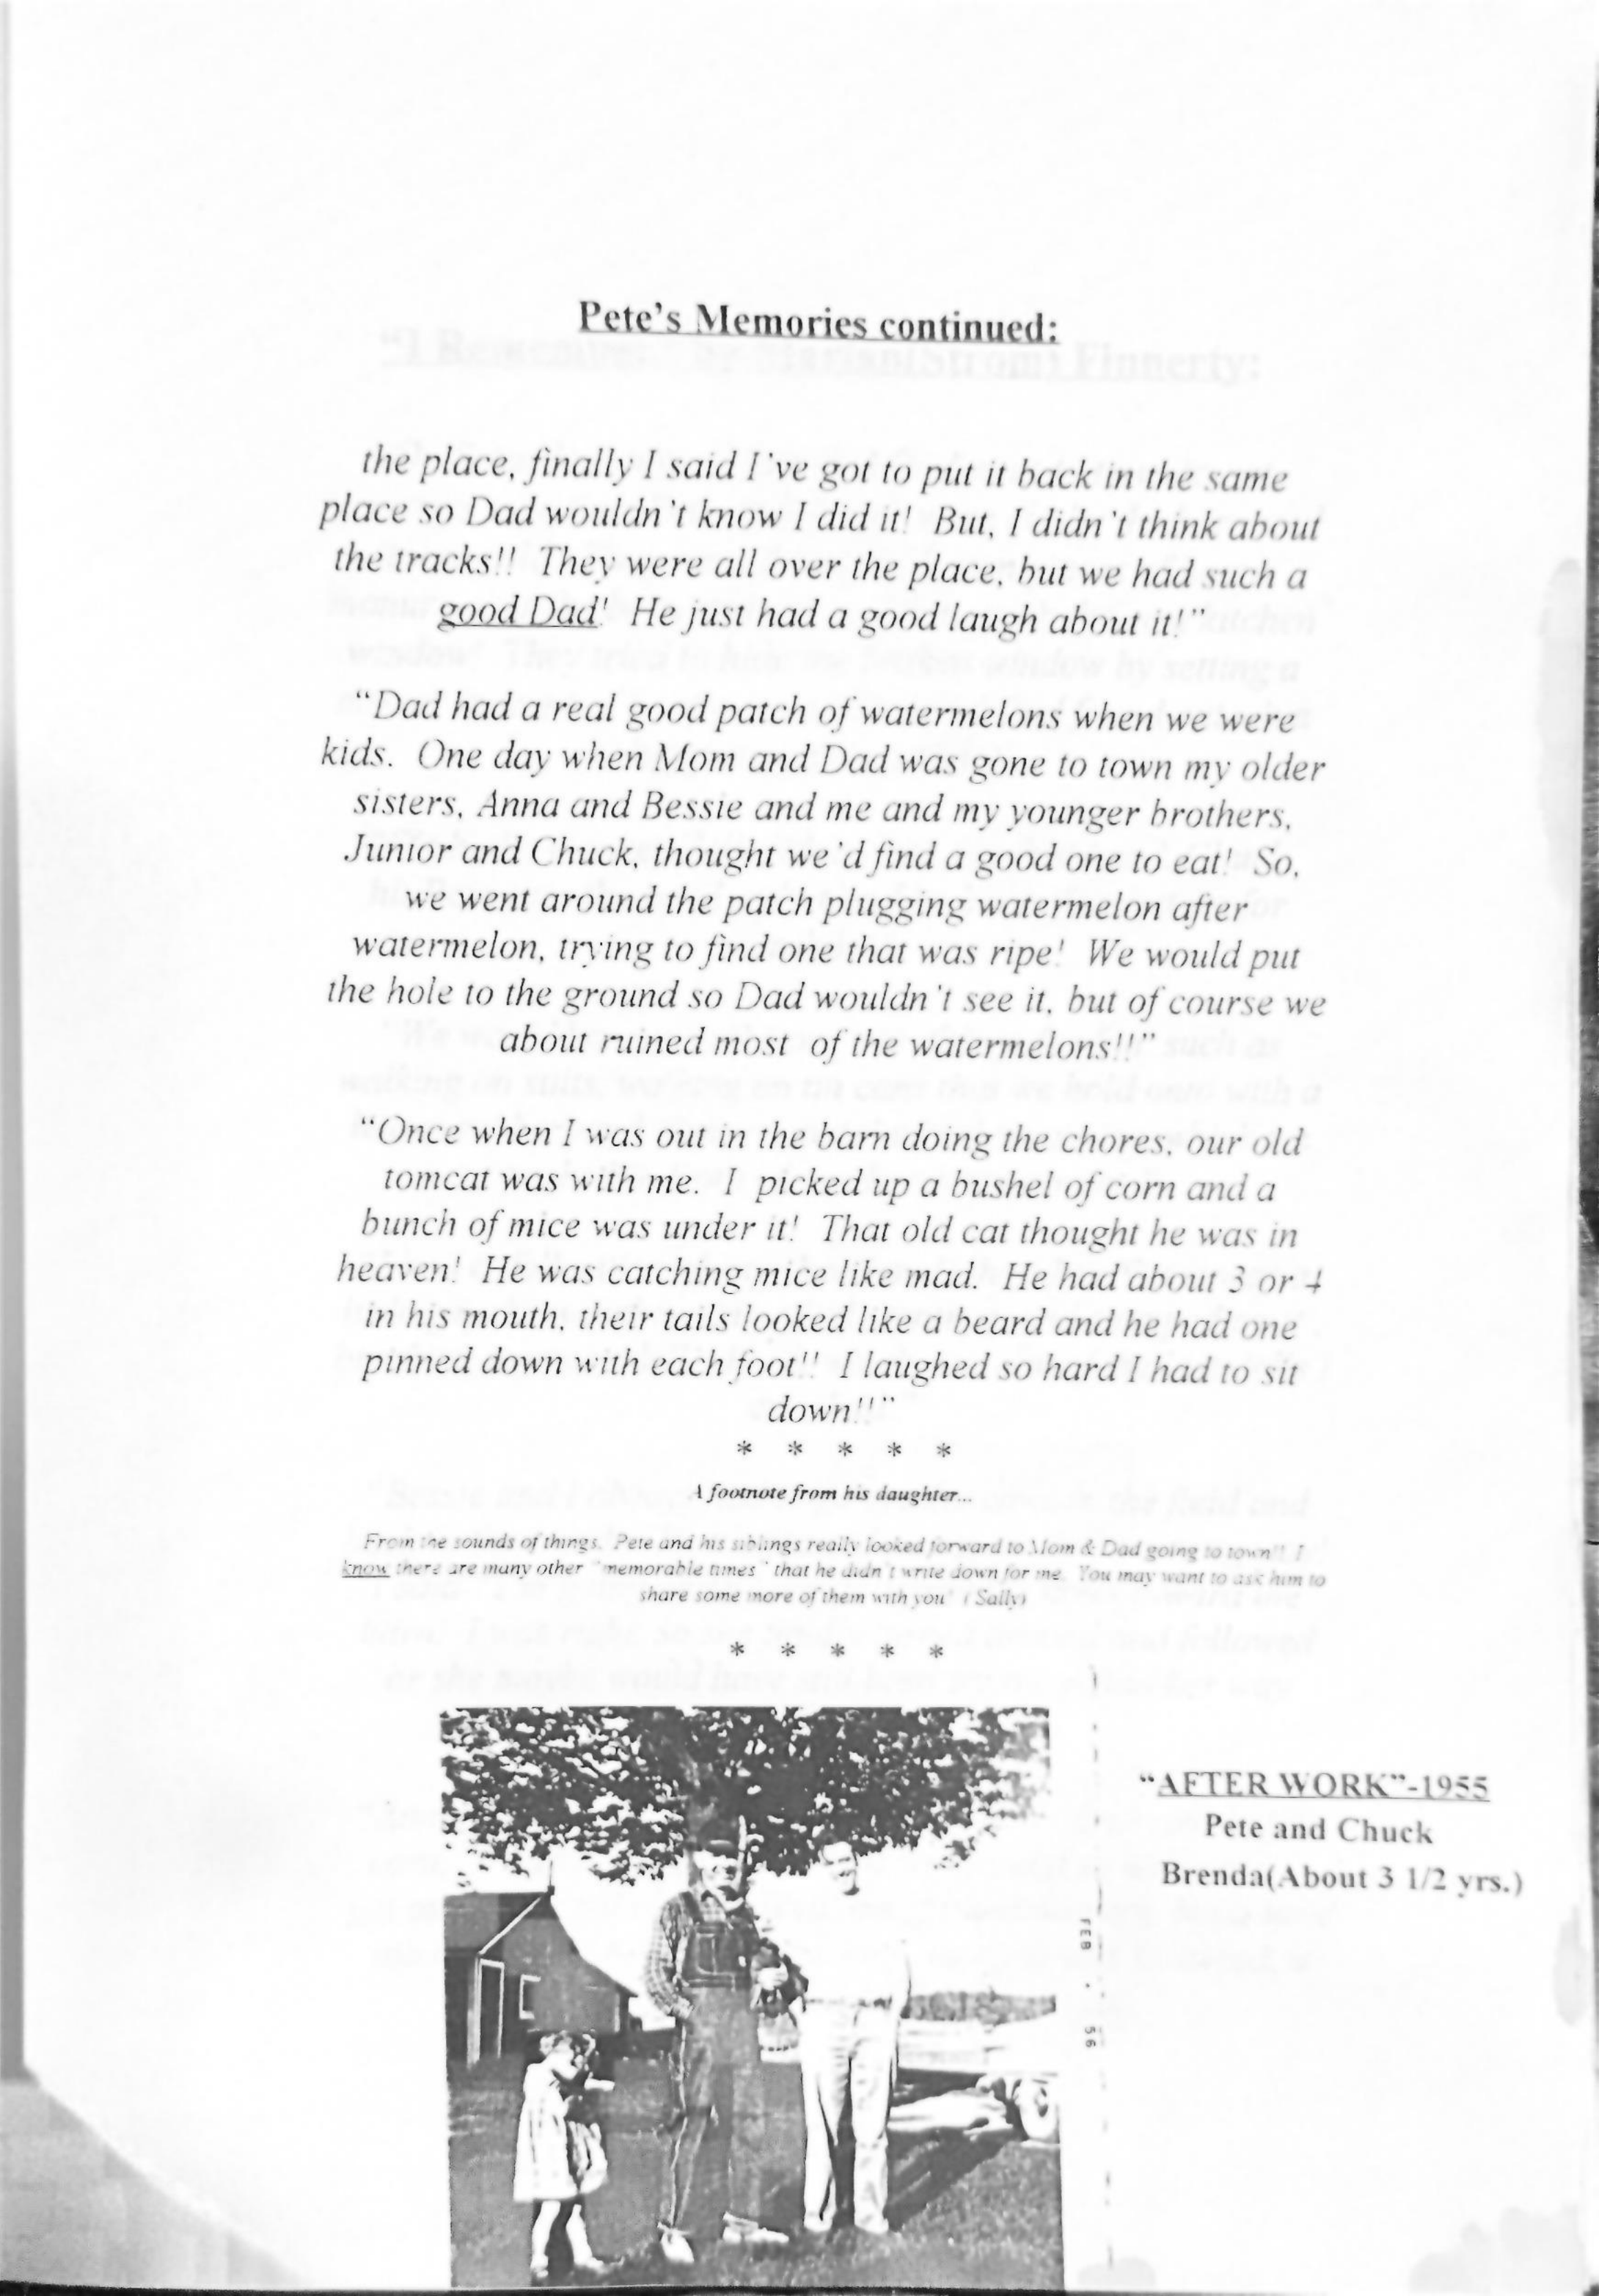 Pete's Memories continued:
the place, finally I said I've got to put it back in the same
place so Dad wouldn't know I did it!  But, I didn't think about
the tracks!!  They were all over the place, but we had such a
good Dad!  He just had a good laugh about it!"
"Dad had a real good patch of watermelons when we were
kids.  One day when Mom and Dad was gone to town my older
sisters, Anna and Bessie and me and my younger brothers,
Junior and Chuck, thought we'd find a good one to eat!  So,
we went around the patch plugging watermelon after
watermelon, trying to find one that was ripe!  We would put
the hole to the ground so Dad wouldn't see it, but of course we
about ruined most  of the watermelons!!"
"Once when I was out in the barn doing the chores, our old
tomcat was with me.  I  picked up a bushel of corn and a
bunch of mice was under it!  That old cat thought he was in
heaven!  He was catching mice like mad.  He had about 3 or 4
in his mouth, their tails looked like a beard and he had one
pinned down with each foot!!  I laughed so hard I had to sit
down!!"
* * * * *
A footnote from his daughter...
From the sounds of things, Pete and his siblings really looked forward to Mom & Dad going to town!! I
know there are many other "memorable times" that he didn't write down for me. You may want to ask him to
share some more of them with you! (Sally)
* * * * *
"AFTER WORK"-1955
Pete and Chuck
Brenda(About 3 1/2 yrs.)
FEB . 56